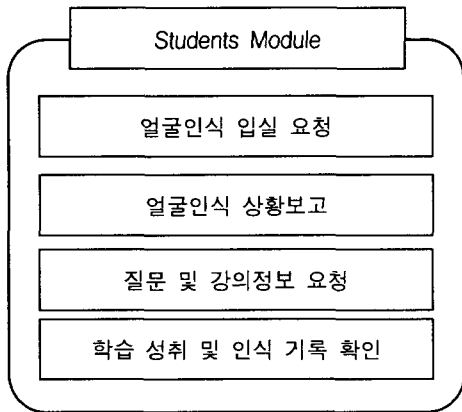 Students Module
얼굴인식 입실 요청
얼굴인식 상황보고
질문 및 강의정보 요청
학습 성취 및 인식 기록 확인